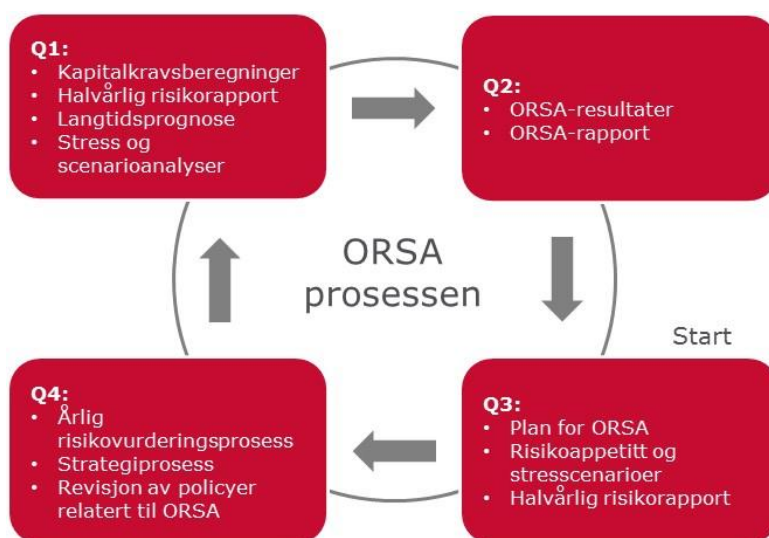 Q1:
• Kapitalkravsberegninger
• Halvårlig risikorapport
• Langtidsprognose
• Stress og
scenarioanalyser
Q2:
• ORSA-resultater
• ORSA-rapport
ORSA
prosessen
Start
Q4:
• Årlig
risikovurderingsprosess
• Strategiprosess
• Revisjon av policyer
relatert til ORSA
Q3:
• Plan for ORSA
• Risikoappetitt og
stresscenarioer
• Halvårlig risikorapport